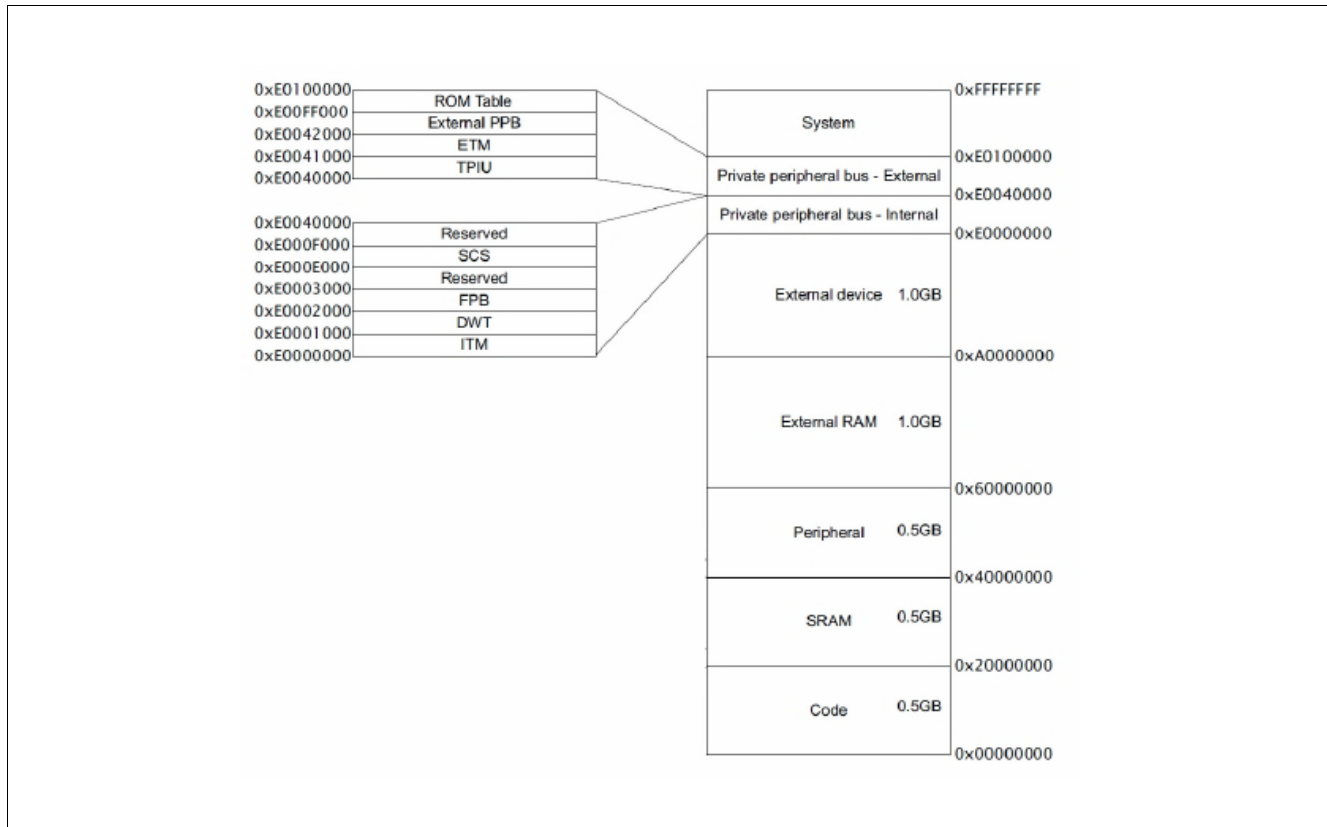 0xE0100000
ROM Table
0xE00FF000
External PPB
0xE0042000
ETM
0xE0041000
TPIU
0xE0040000
0xE0040000
Reserved
0xE000F000
SCS
0xE000E000
Reserved
0xE0003000
FPB
0xE0002000
DWT
0xE0001000
ITM
0xE0000000
0xFFFFFFFF
System
0xE0100000
Private peripheral bus - External
0xE0040000
Private peripheral bus - Internal
0xE0000000
External device 1.0GB
0xA0000000
External RAM 1.0GB
0x60000000
Peripheral 0.5GB
0x40000000
SRAM 0.5GB
0x20000000
Code 0.5GB
0x00000000